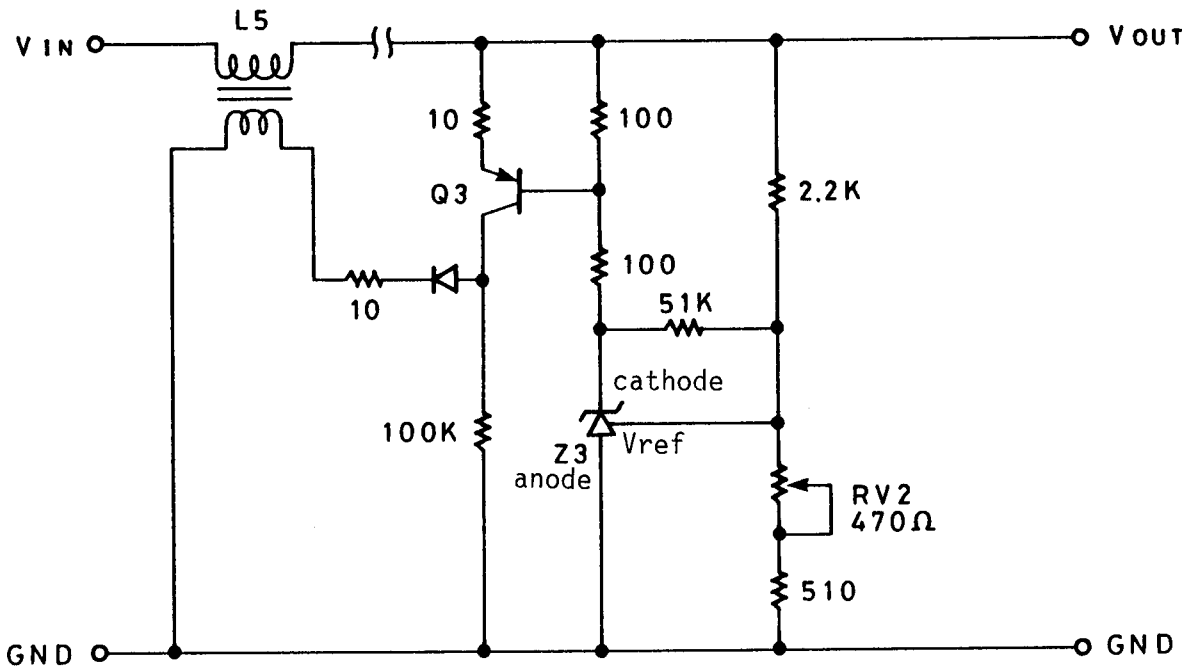 L5
VIN
VOUT
10
100
Q3
2.2K
100
10
51K
cathode
100K
Z3
Vref
anode
RV2
470Ω
510
GND
GND